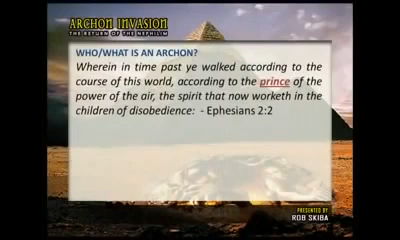 ARCHON INVASION
THE RETURN OF THE NEPHILIM
WHO/WHAT IS AN ARCHON?
Wherein in time past ye walked according to the
course of this world, according to the prince of the
power of the air, the spirit that now worketh in the
children of disobedience:  - Ephesians 2:2
PRESENTED BY
ROB SKIBA